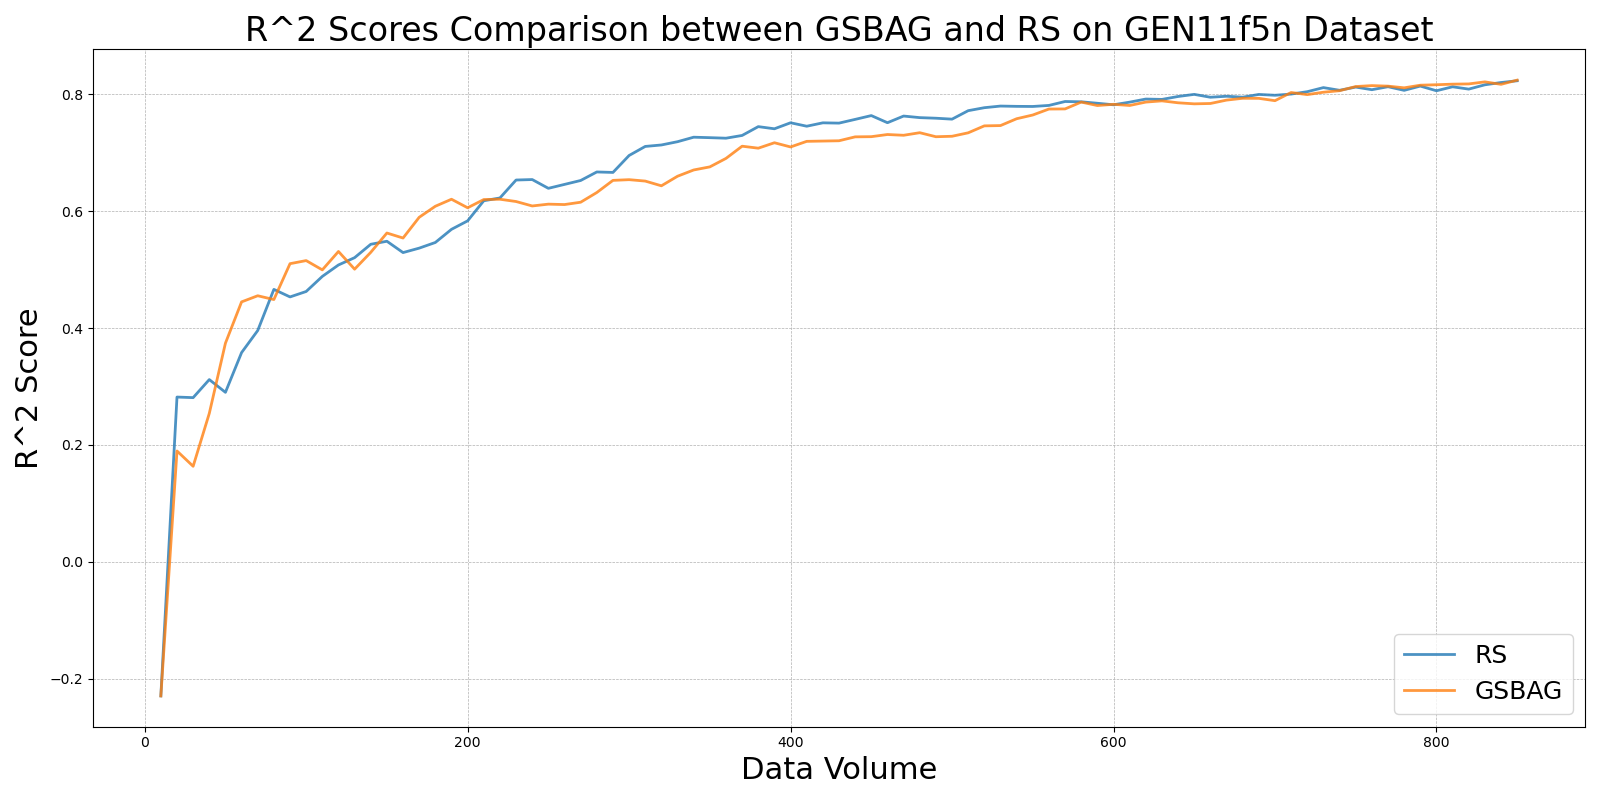 R^2 Scores Comparison between GSBAG and RS on GEN11f5n Dataset
R^2 Score
0.8
0.6
0.4
0.2
0.0
−0.2
0
200
400
600
800
Data Volume
RS
GSBAG